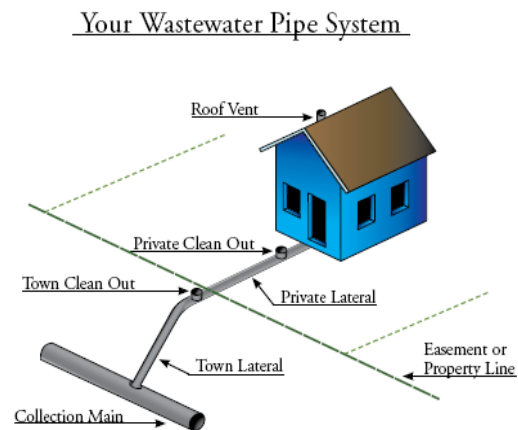 Your Wastewater Pipe System
Roof Vent
Private Clean Out
Town Clean Out
Private Lateral
Town Lateral
Easement or
Property Line
Collection Main